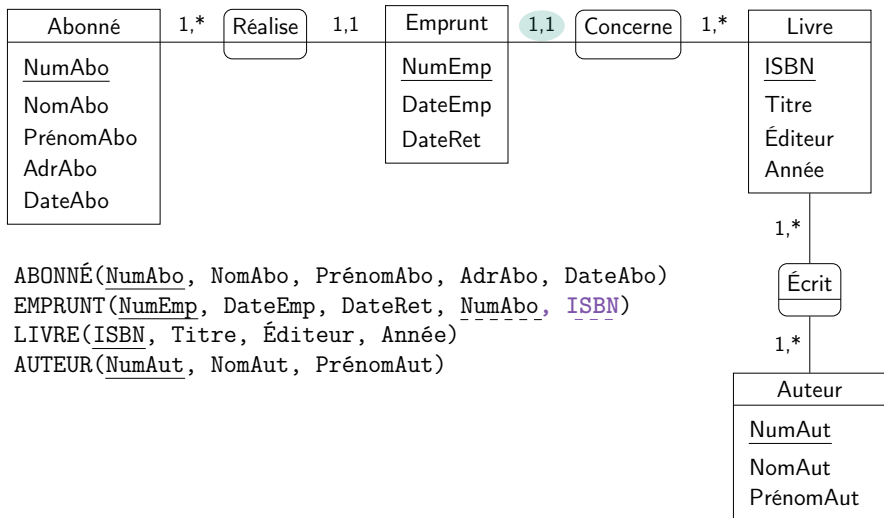 Abonné 1,* Réalise 1,1 Emprunt 1,1 Concerne 1,* Livre
NumAbo
NomAbo
PrénomAbo
AdrAbo
DateAbo
NumEmp
DateEmp
DateRet
ISBN
Titre
Éditeur
Année
1,*
Écrit
1,*
Auteur
NumAut
NomAut
PrénomAut
ABONNÉ(NumAbo, NomAbo, PrénomAbo, AdrAbo, DateAbo)
EMPRUNT(NumEmp, DateEmp, DateRet, NumAbo, ISBN)
LIVRE(ISBN, Titre, Éditeur, Année)
AUTEUR(NumAut, NomAut, PrénomAut)